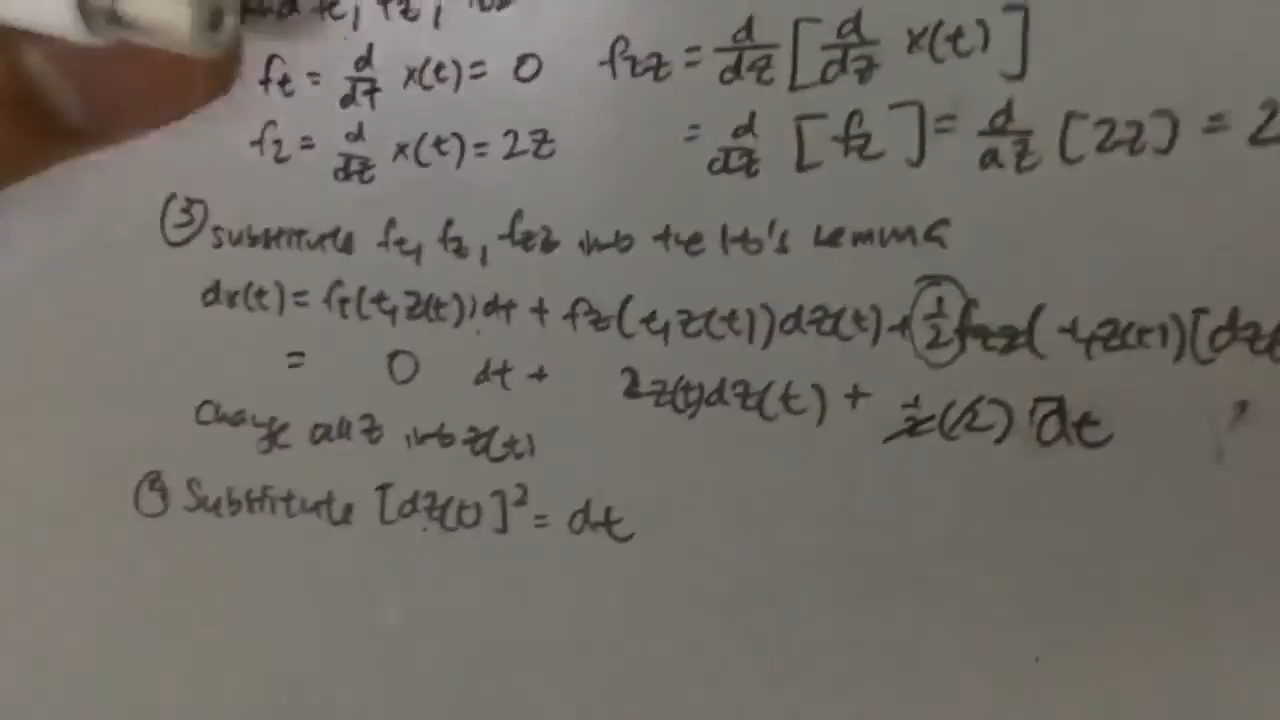 ft = d/dt x(t) = 0   fzz = d/dz [d/dz x(t)]
fz = d/dz x(t) = 2z   = d/dz [fz] = d/dz [2z] = 2
③ substitute ft, fz, fzz into the Ito's Lemma
dx(t) = ft(t,z(t))dt + fz(t,z(t))dz(t) + 1/2 fzz(t,z(t))[dz(
= 0 dt + 2z(t)dz(t) + 1/2(2) dt
Change all z into z(t)
④ Substitute [dz(t)]² = dt